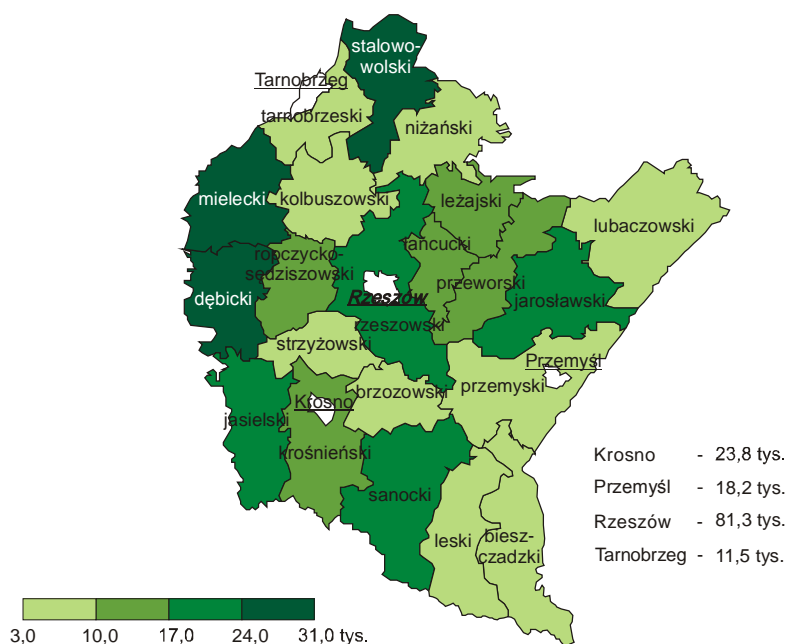 stalowo-
wolski
Tarnobrzeg
tarnobrzeski
niżański
mielecki
kolbuszowski
leżajski
lubaczowski
łańcucki
ropczycko-
sędziszowski
przeworski
dębicki
Rzeszów
jarosławski
rzeszowski
strzyżowski
Przemyśl
przemyski
brzozowski
Krosno
jasielski
krośnieński
sanocki
leski
biesz-
czadzki
Krosno - 23,8 tys.
Przemyśl - 18,2 tys.
Rzeszów - 81,3 tys.
Tarnobrzeg - 11,5 tys.
3,0 10,0 17,0 24,0 31,0 tys.